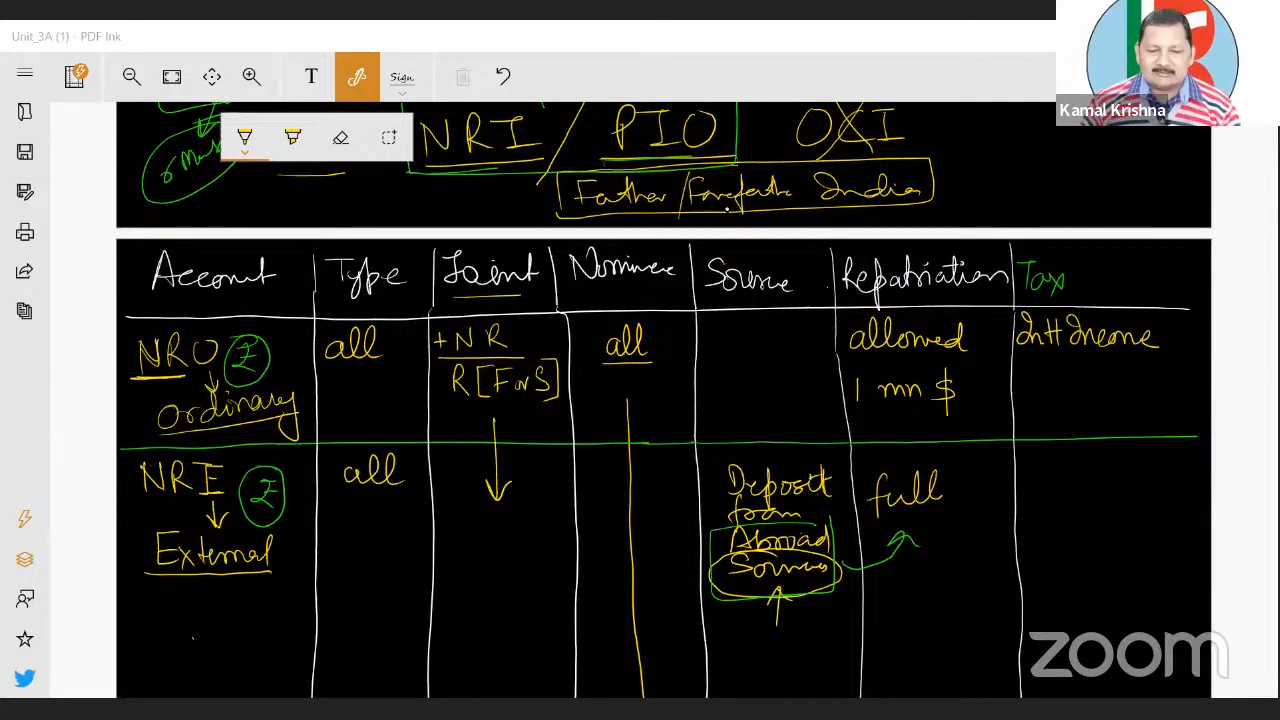 Unit_3A (1) - PDF Ink
T
Sign
Kamal Krishna
6
NRI / PIO OCI
Father / India
Account Type Joint Nominee Source Repatriation Tax
NRO ₹ all + NR all allowed Intt Income
R [F or S] 1 mn $
Ordinary
NRE ₹ all Deposit full
from
External Abroad
Sources
zoom